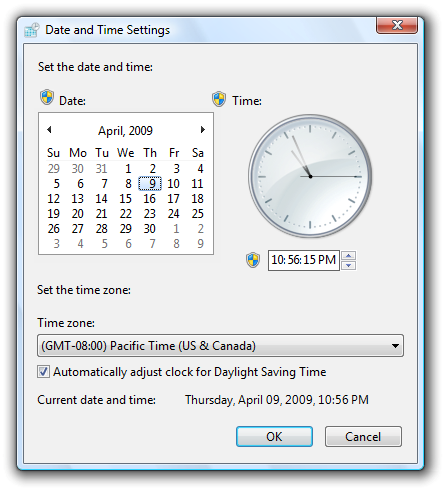 Date and Time Settings
Set the date and time:
Date:
April, 2009
Su Mo Tu We Th Fr Sa
29 30 31 1 2 3 4
5 6 7 8 9 10 11
12 13 14 15 16 17 18
19 20 21 22 23 24 25
26 27 28 29 30 1 2
3 4 5 6 7 8 9
Time:
10:56:15 PM
Set the time zone:
Time zone:
(GMT-08:00) Pacific Time (US & Canada)
Automatically adjust clock for Daylight Saving Time
Current date and time: Thursday, April 09, 2009, 10:56 PM
OK Cancel